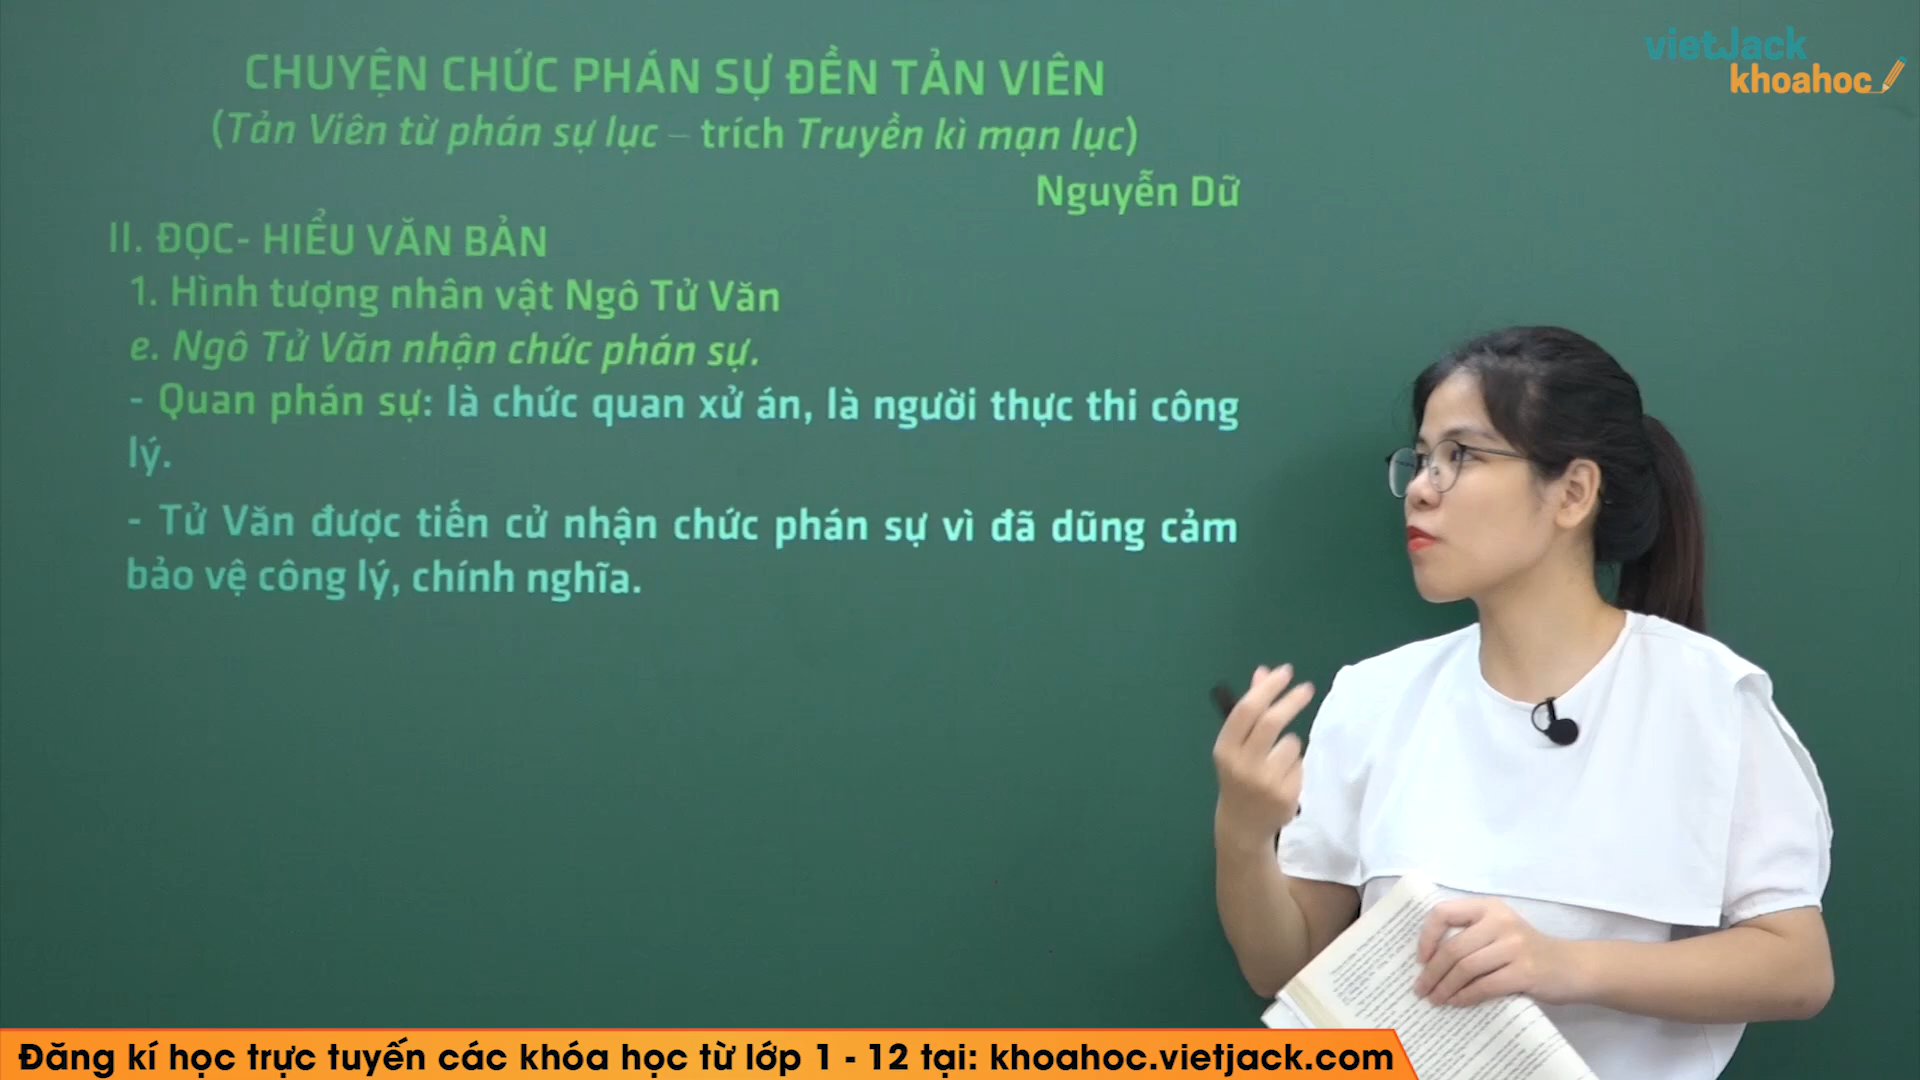 vietJack
khoahoc
CHUYỆN CHỨC PHÁN SỰ ĐỀN TẢN VIÊN
(Tản Viên từ phán sự lục – trích Truyền kì mạn lục)
Nguyễn Dữ
II. ĐỌC- HIỂU VĂN BẢN
1. Hình tượng nhân vật Ngô Tử Văn
e. Ngô Tử Văn nhận chức phán sự.
- Quan phán sự: là chức quan xử án, là người thực thi công
lý.
- Tử Văn được tiến cử nhận chức phán sự vì đã dũng cảm
bảo vệ công lý, chính nghĩa.
Đăng kí học trực tuyến các khóa học từ lớp 1 - 12 tại: khoahoc.vietjack.com